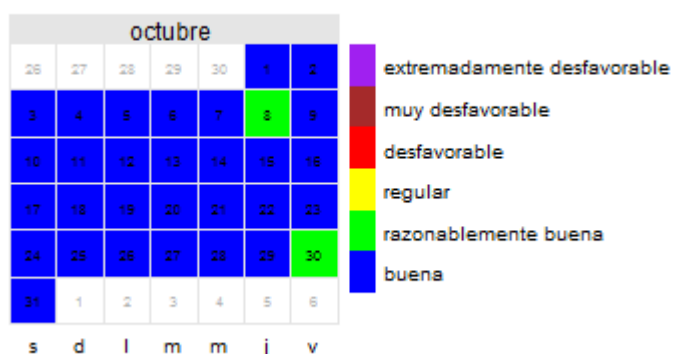 octubre
26 27 28 29 30 1 2
3 4 5 6 7 8 9
10 11 12 13 14 15 16
17 18 19 20 21 22 23
24 25 26 27 28 29 30
31 1 2 3 4 5 6
s d l m m j v
extremadamente desfavorable
muy desfavorable
desfavorable
regular
razonablemente buena
buena